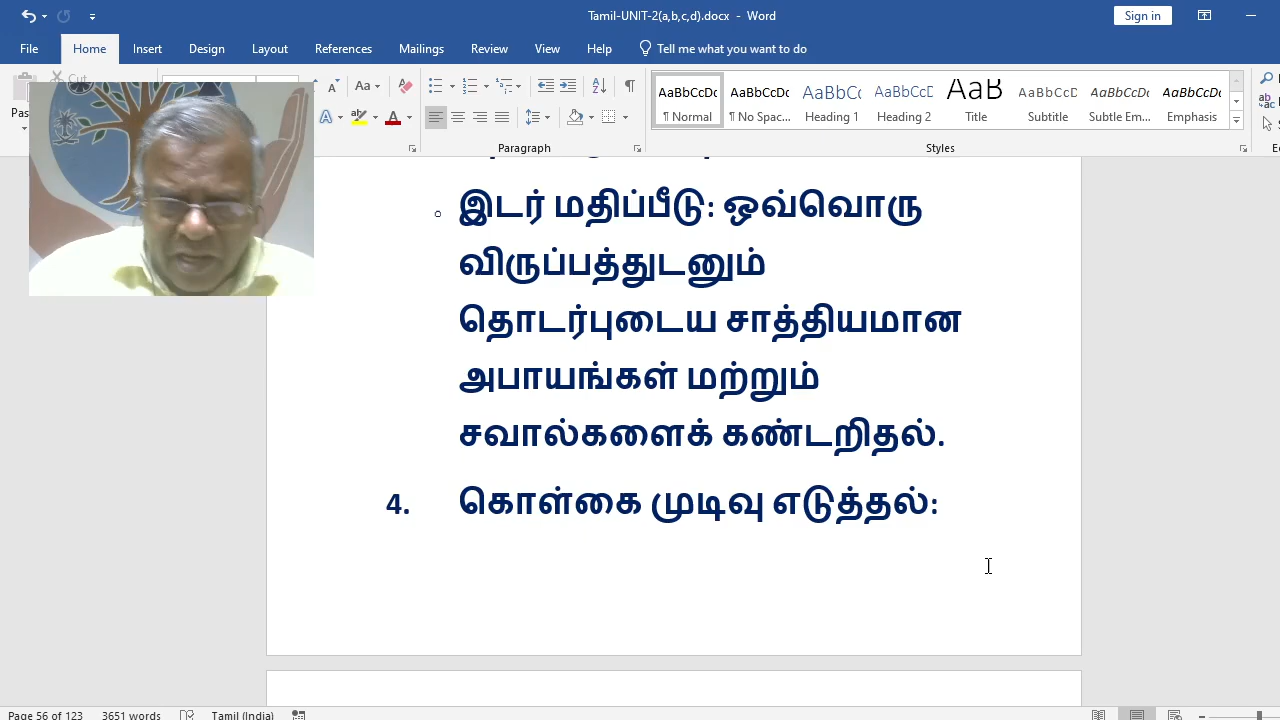 Tamil-UNIT-2(a,b,c,d).docx - Word
Sign in
File Home Insert Design Layout References Mailings Review View Help Tell me what you want to do
Cut
Aa
AaBbCcDc AaBbCcDc AaBbCc AaBbCcD AaB AaBbCcD AaBbCcDc AaBbCcDc
¶ Normal ¶ No Spac... Heading 1 Heading 2 Title Subtitle Subtle Em... Emphasis
Paragraph Styles
இடர் மதிப்பீடு: ஒவ்வொரு
விருப்பத்துடனும்
தொடர்புடைய சாத்தியமான
அபாயங்கள் மற்றும்
சவால்களைக் கண்டறிதல்.
4. கொள்கை முடிவு எடுத்தல்:
Page 56 of 123 3651 words Tamil (India)